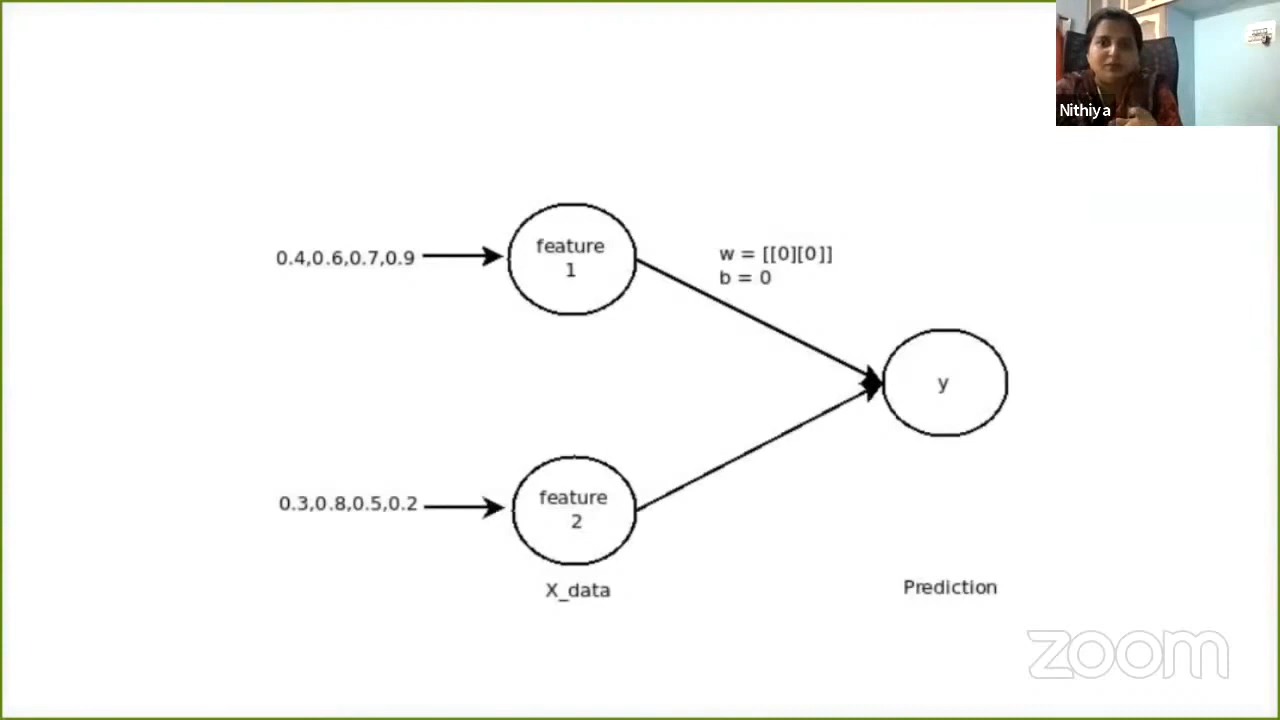 Nithiya
0.4,0.6,0.7,0.9
feature
1
w = [[0][0]]
b = 0
y
0.3,0.8,0.5,0.2
feature
2
X_data
Prediction
zoom